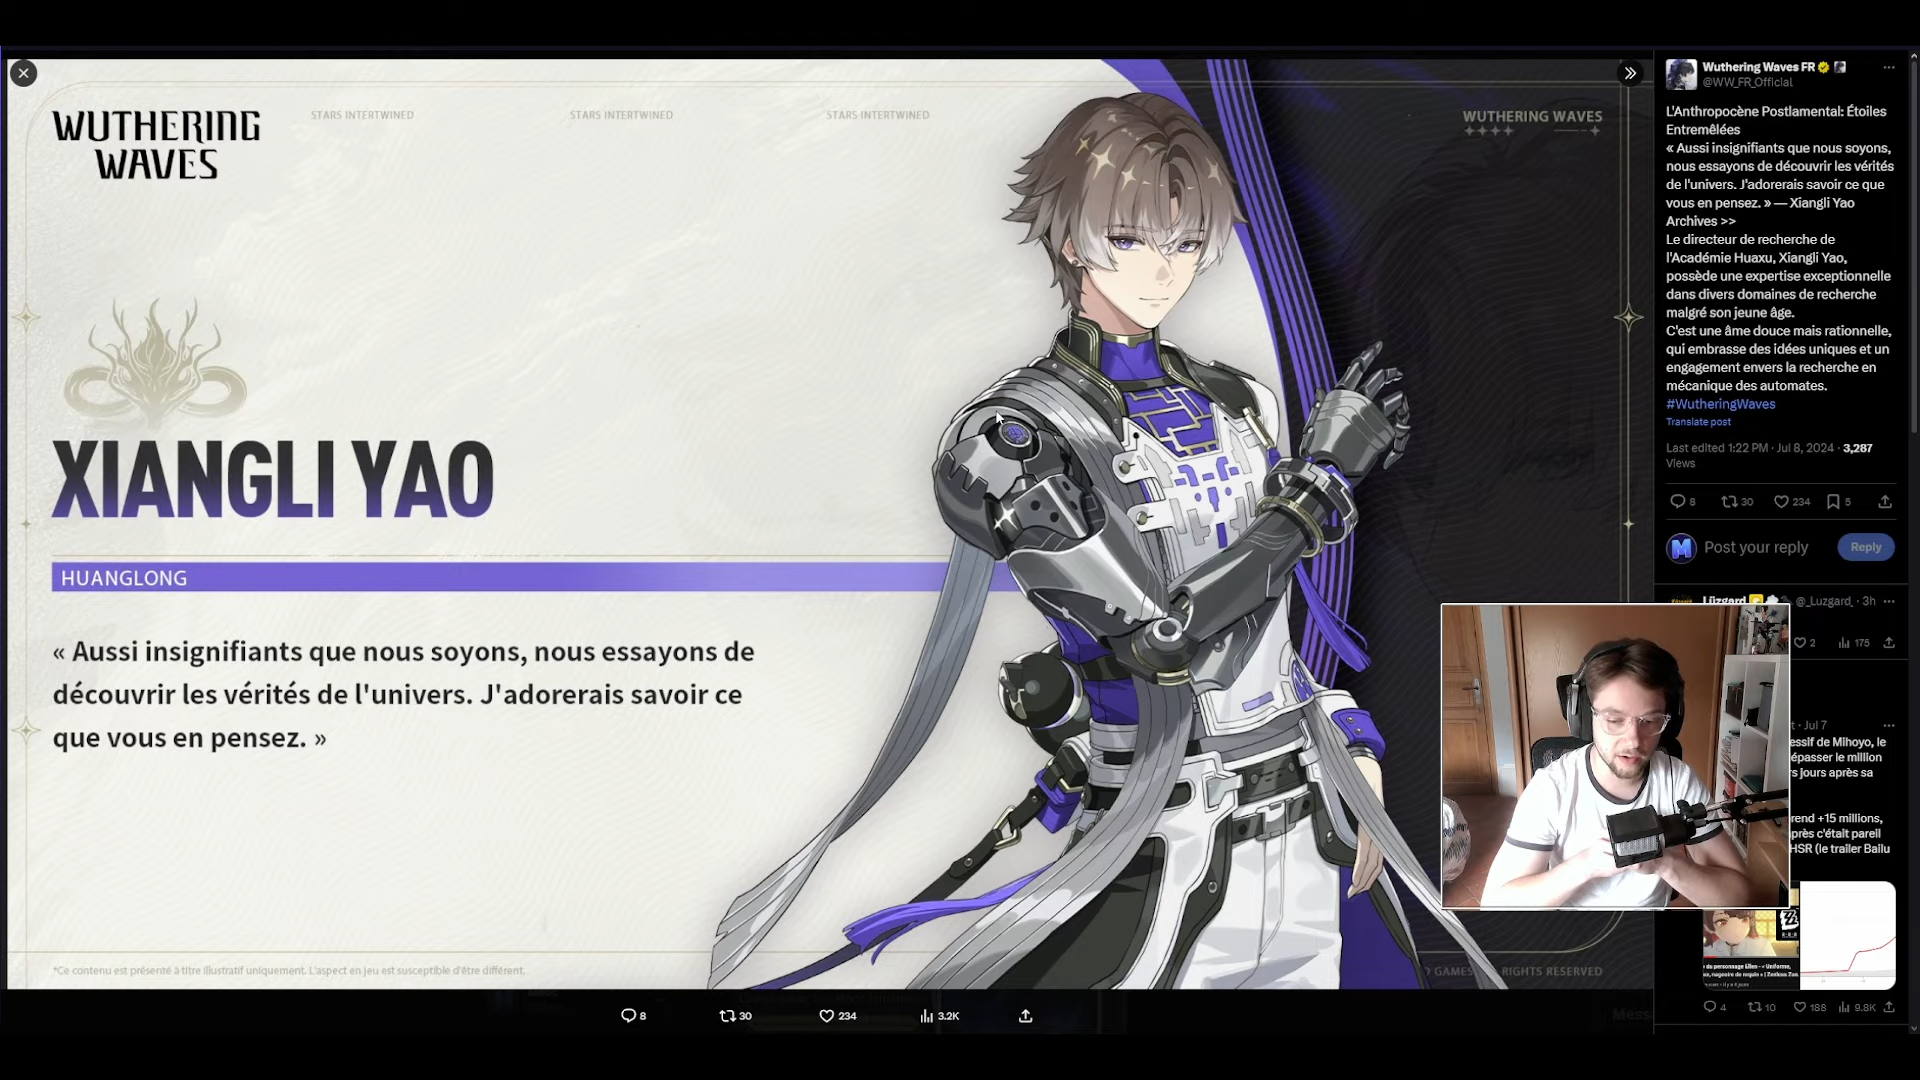 WUTHERING
WAVES
STARS INTERTWINED
STARS INTERTWINED
STARS INTERTWINED
WUTHERING WAVES
XIANGLI YAO
HUANGLONG
« Aussi insignifiants que nous soyons, nous essayons de
découvrir les vérités de l'univers. J'adorerais savoir ce
que vous en pensez. »
*Ce contenu est présenté à titre illustratif uniquement. L'aspect en jeu est susceptible d'être différent.
GAMES
RIGHTS RESERVED
8
30
234
3.2K
Wuthering Waves FR
@WW_FR_Official
L'Anthropocène Postlamental: Étoiles
Entremêlées
« Aussi insignifiants que nous soyons,
nous essayons de découvrir les vérités
de l'univers. J'adorerais savoir ce que
vous en pensez. » — Xiangli Yao
Archives >>
Le directeur de recherche de
l'Académie Huaxu, Xiangli Yao,
possède une expertise exceptionnelle
dans divers domaines de recherche
malgré son jeune âge.
C'est une âme douce mais rationnelle,
qui embrasse des idées uniques et un
engagement envers la recherche en
mécanique des automates.
#WutheringWaves
Translate post
Last edited 1:22 PM · Jul 8, 2024 · 3,287
Views
8
30
234
5
M
Post your reply
Reply
Lüzgard
@_Luzgard_ · 3h
2
175
· Jul 7
essif de Mihoyo, le
épasser le million
s jours après sa
rend +15 millions,
près c'était pareil
HSR (le trailer Bailu
4
10
188
9.8K